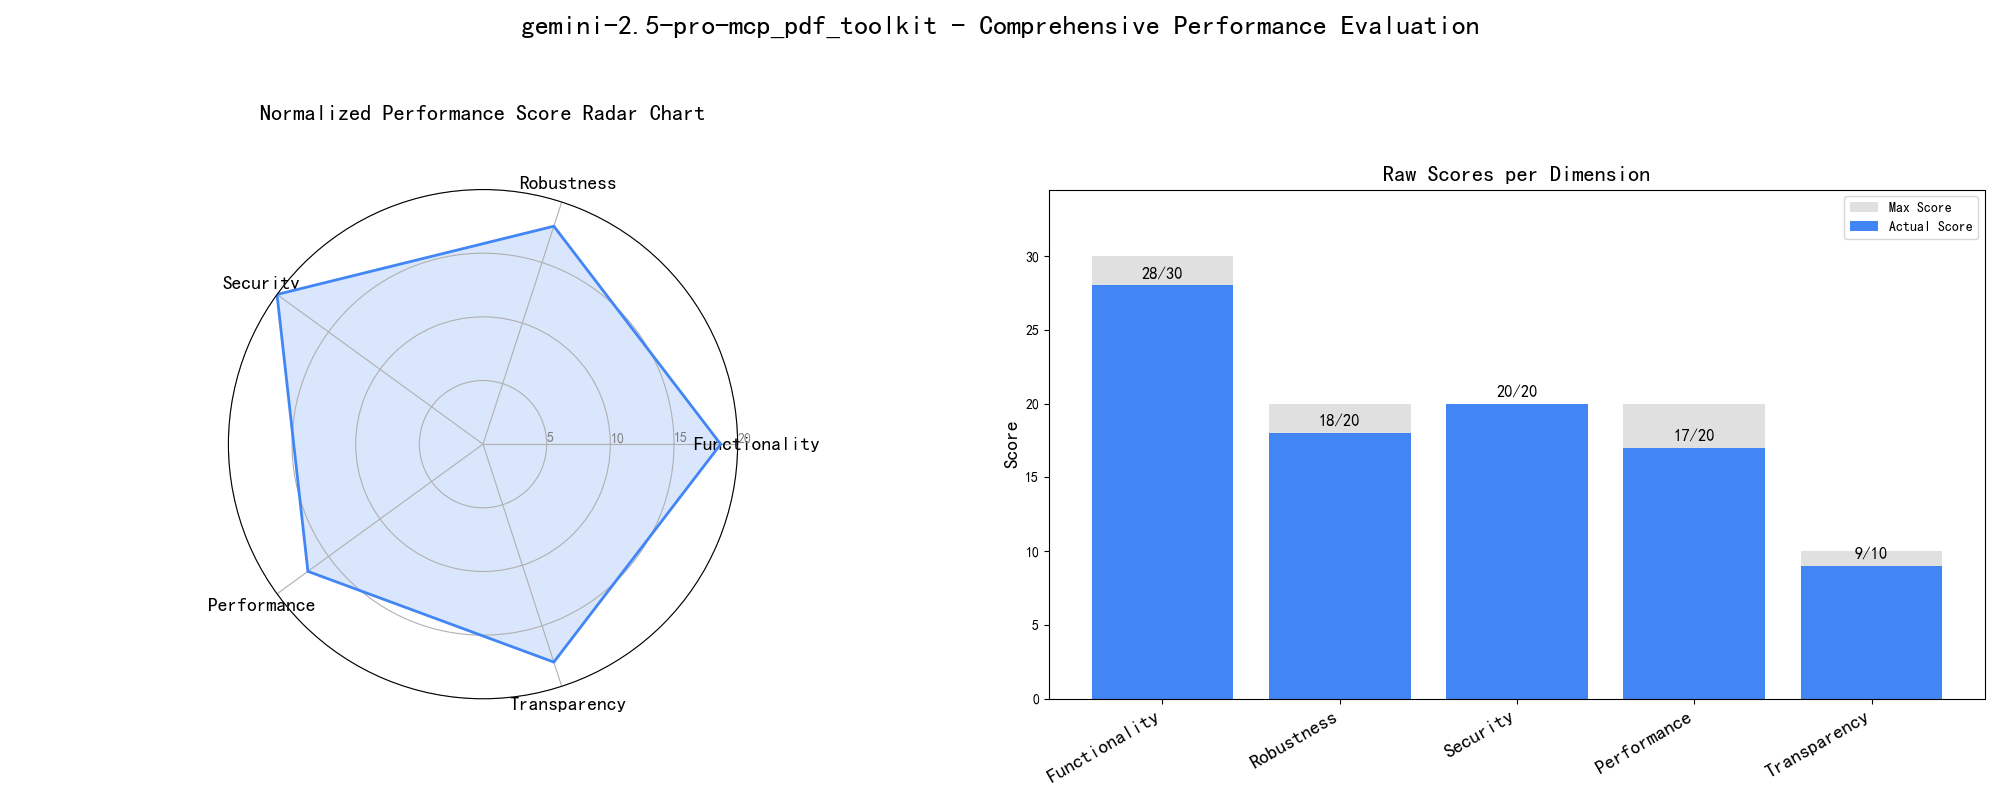 gemini-2.5-pro-mcp_pdf_toolkit - Comprehensive Performance Evaluation
Normalized Performance Score Radar Chart
Robustness
Security
Functionality
Performance
Transparency
5
10
15
20
Raw Scores per Dimension
Max Score
Actual Score
Score
30
25
20
15
10
5
0
28/30
18/20
20/20
17/20
9/10
Functionality
Robustness
Security
Performance
Transparency